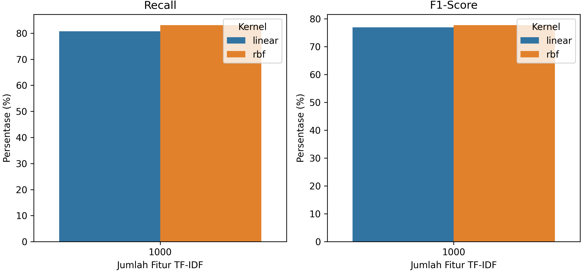 Recall
F1-Score
Persentase (%)
80
70
60
50
40
30
20
10
0
Kernel
linear
rbf
1000
Jumlah Fitur TF-IDF
Persentase (%)
80
70
60
50
40
30
20
10
0
Kernel
linear
rbf
1000
Jumlah Fitur TF-IDF